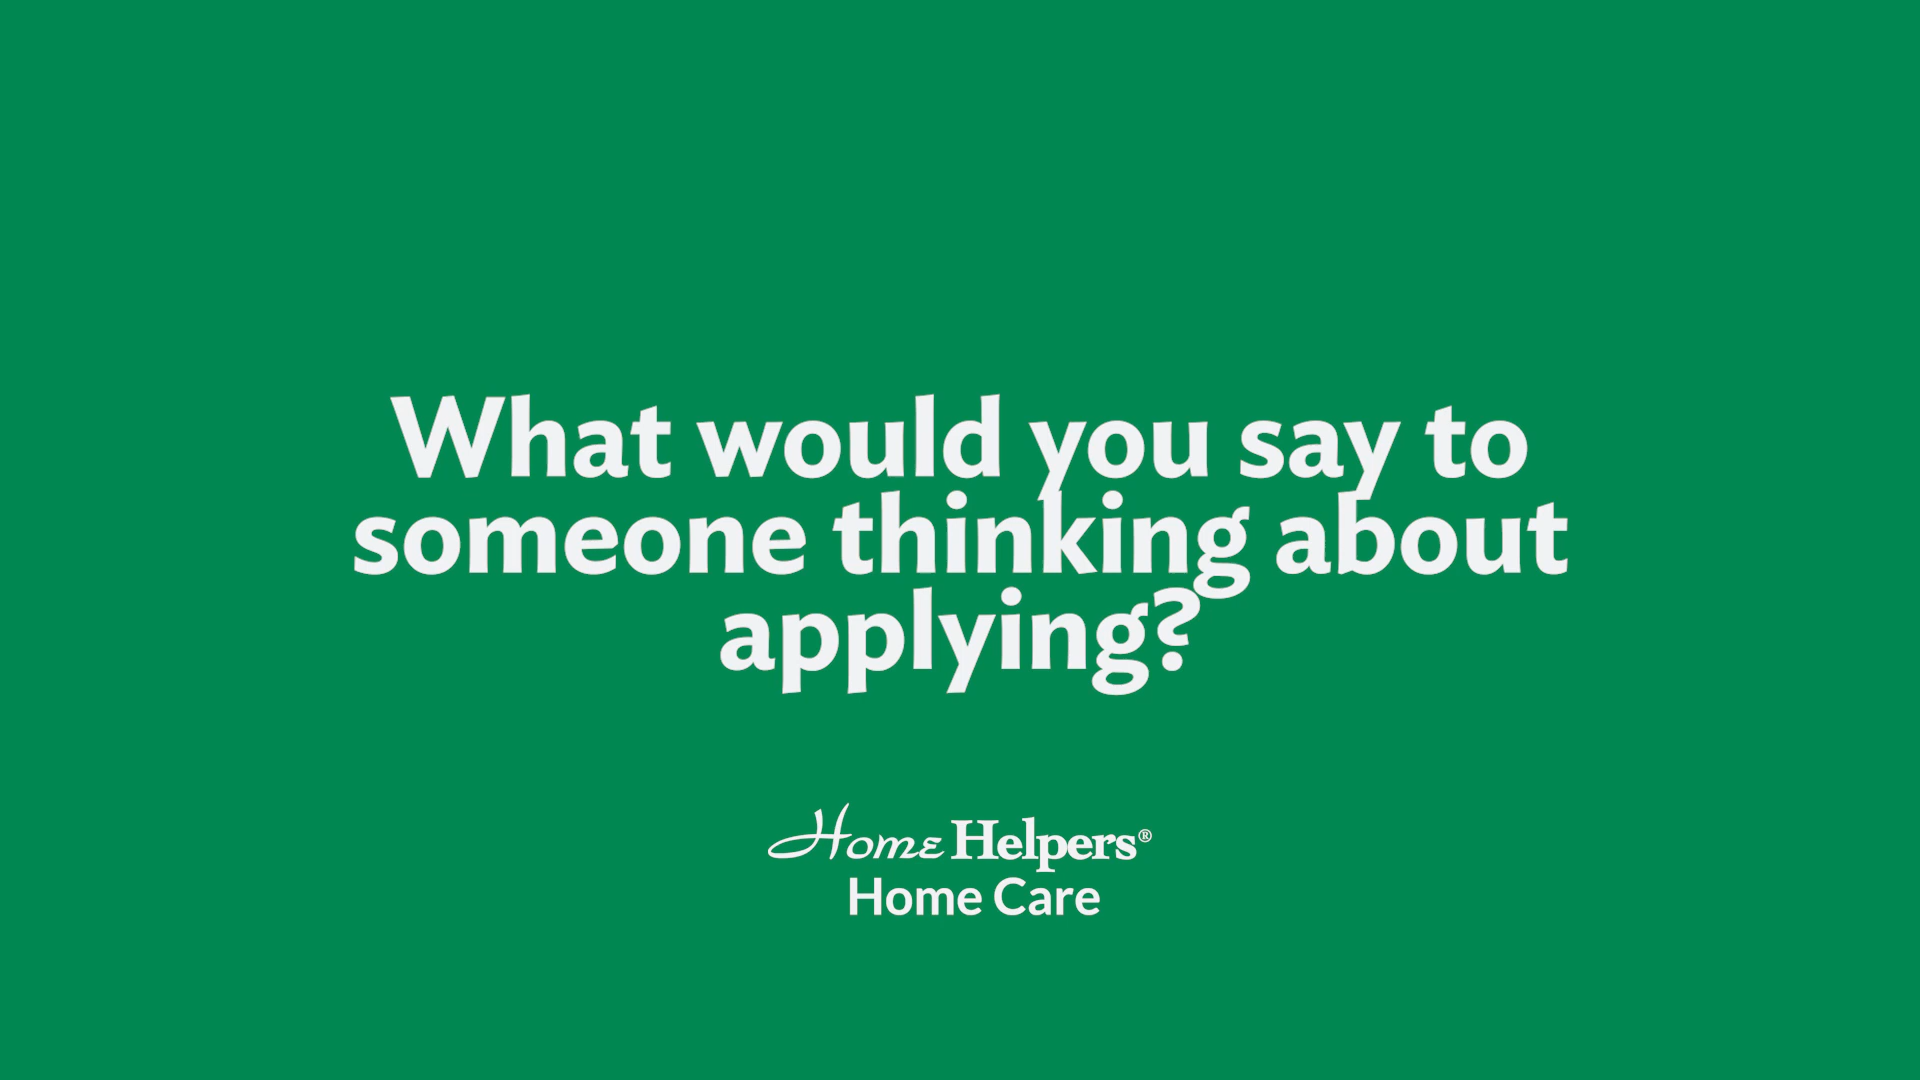 What would you say to
someone thinking about
applying?
Home Helpers®
Home Care